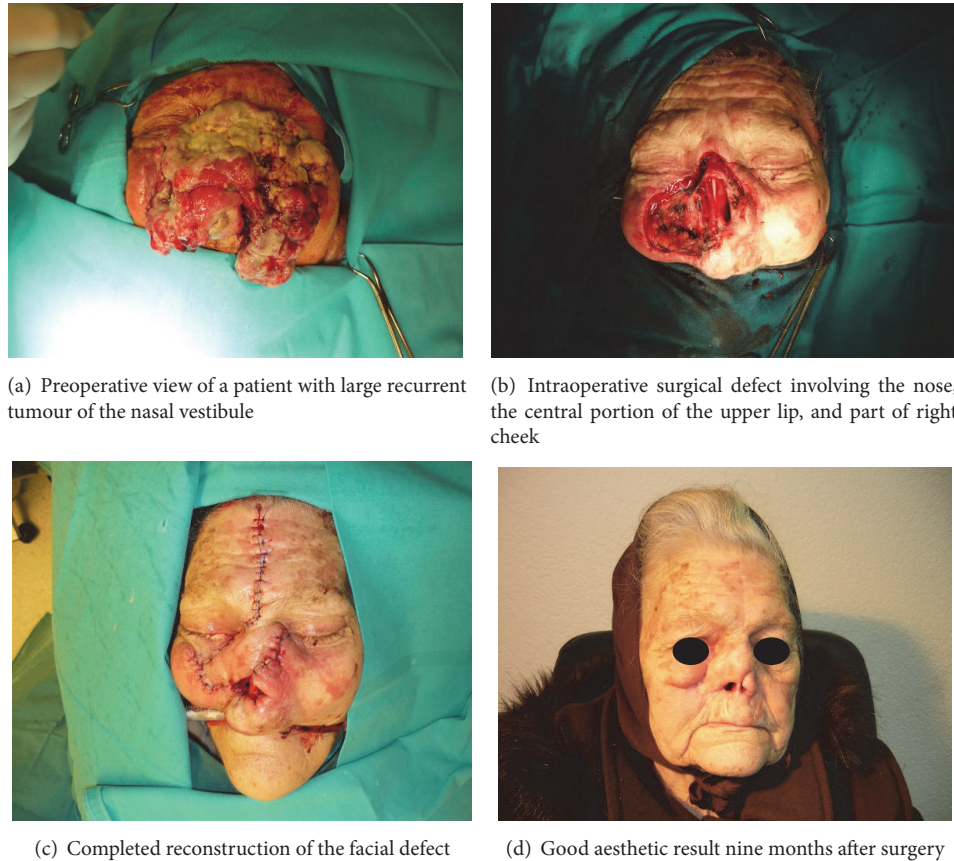 (a) Preoperative view of a patient with large recurrent
tumour of the nasal vestibule
(b) Intraoperative surgical defect involving the nose,
the central portion of the upper lip, and part of right
cheek
(c) Completed reconstruction of the facial defect
(d) Good aesthetic result nine months after surgery